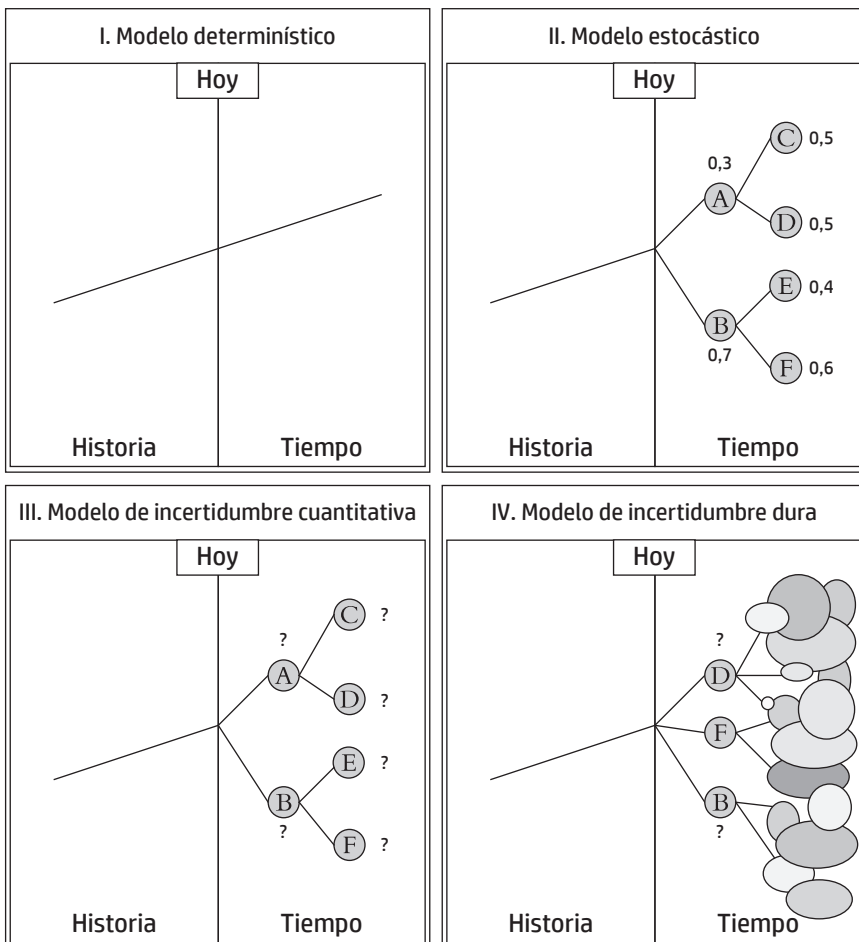 I. Modelo determinístico
Hoy
Historia
Tiempo
II. Modelo estocástico
Hoy
C 0,5
0,3
A
D 0,5
E 0,4
B
0,7
F 0,6
Historia
Tiempo
III. Modelo de incertidumbre cuantitativa
Hoy
C ?
?
A
D ?
E ?
B
?
F ?
Historia
Tiempo
IV. Modelo de incertidumbre dura
Hoy
?
D
F
B
?
Historia
Tiempo